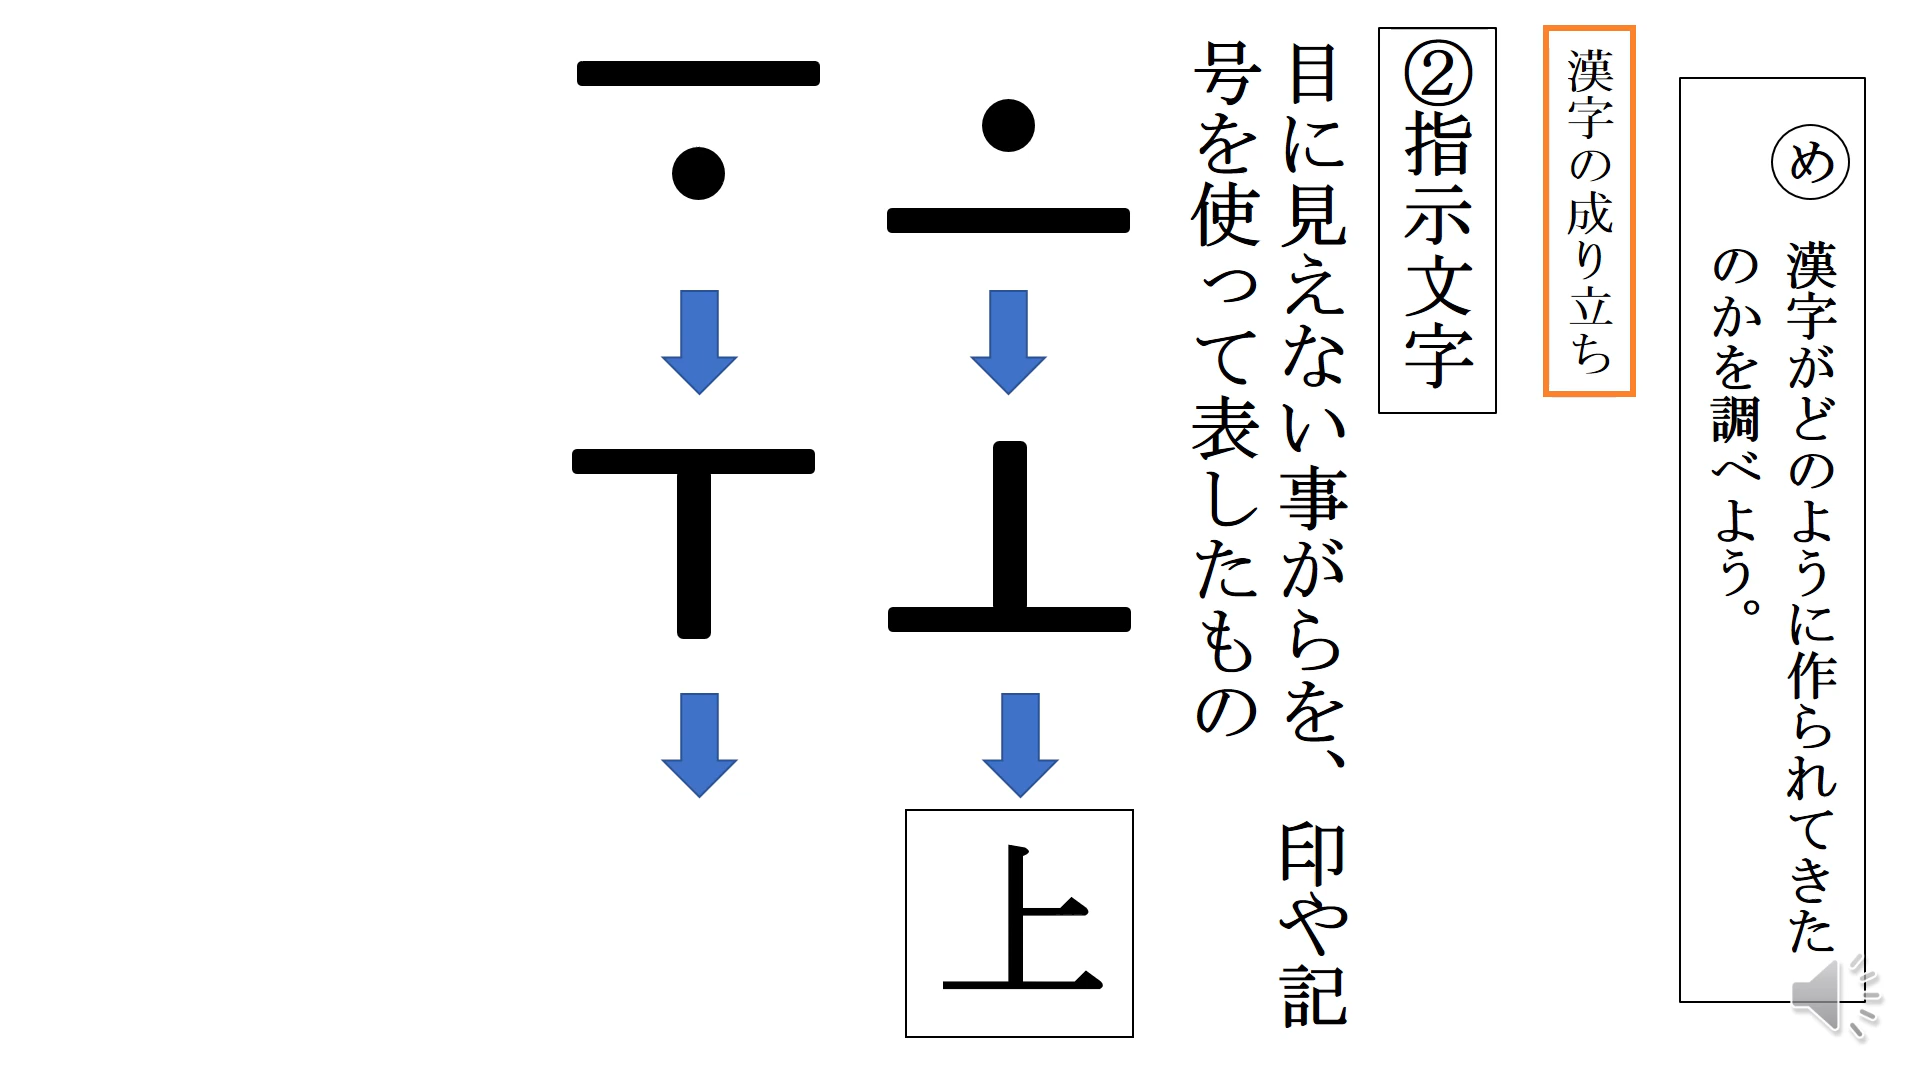 め
漢字がどのように作られてきた
のかを調べよう。
漢字の成り立ち
②指示文字
目に見えない事がらを、印や記
号を使って表したもの
上